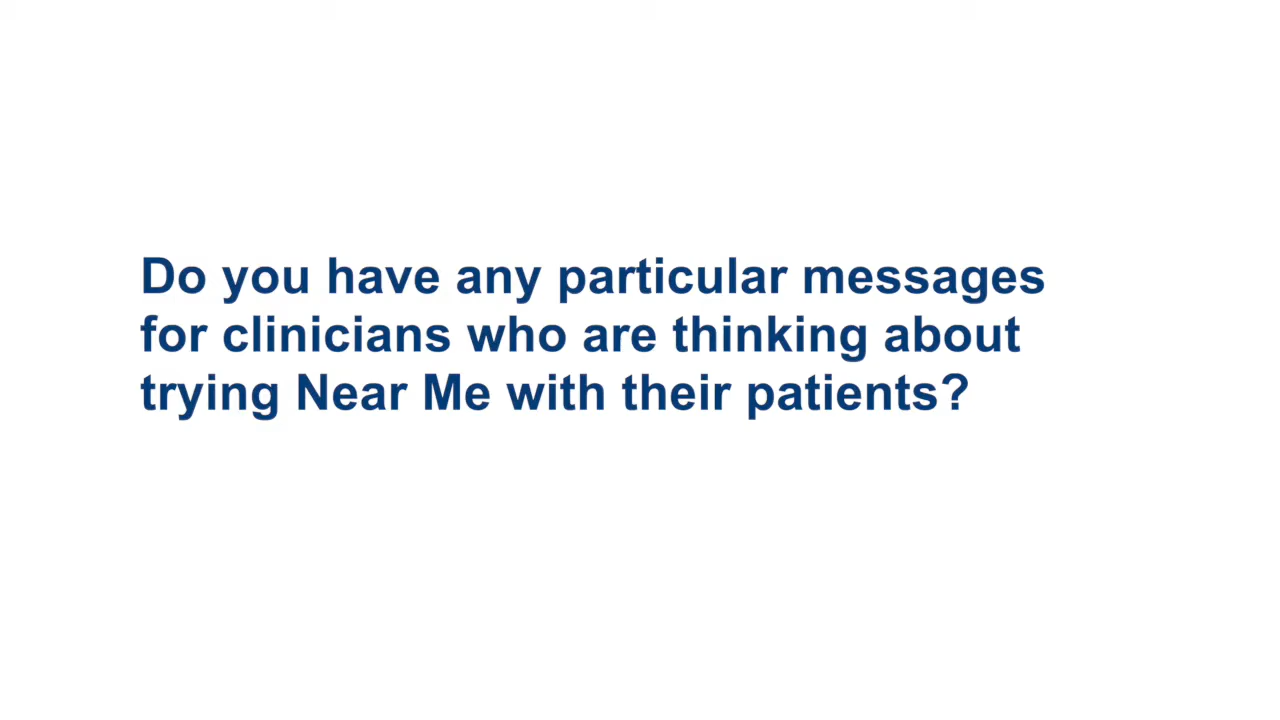 Do you have any particular messages
for clinicians who are thinking about
trying Near Me with their patients?